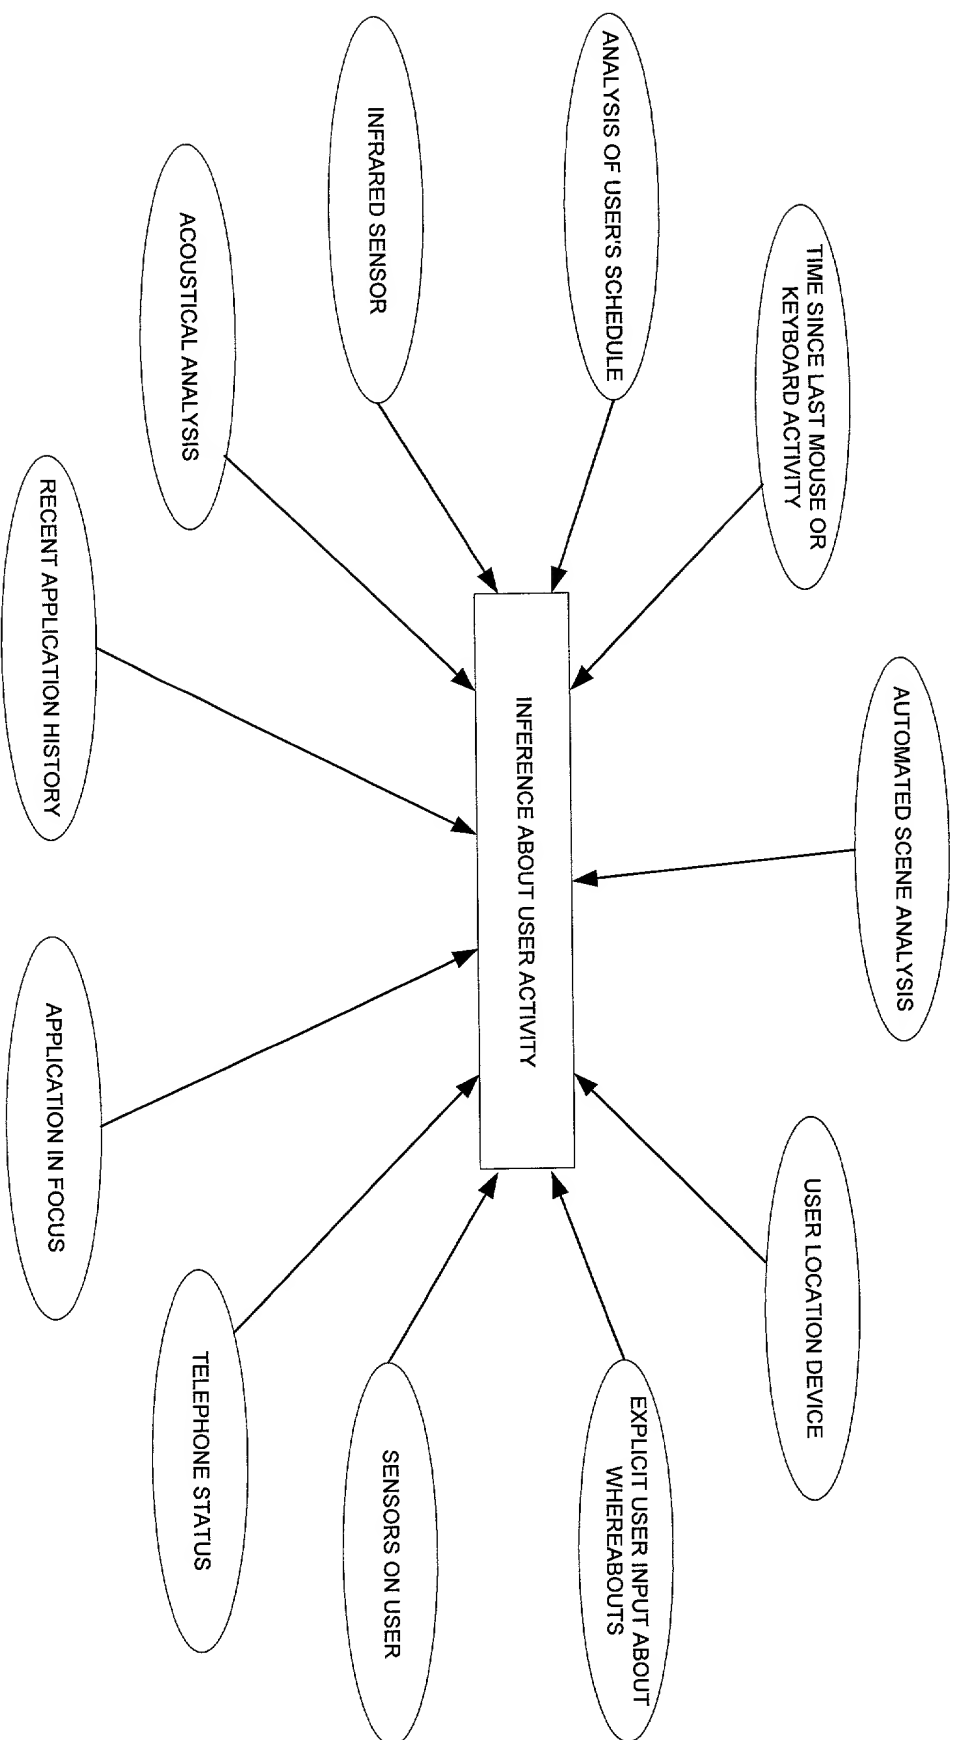 AUTOMATED SCENE ANALYSIS
TIME SINCE LAST MOUSE OR
KEYBOARD ACTIVITY
USER LOCATION DEVICE
ANALYSIS OF USER'S SCHEDULE
EXPLICIT USER INPUT ABOUT
WHEREABOUTS
INFERENCE ABOUT USER ACTIVITY
INFRARED SENSOR
SENSORS ON USER
ACOUSTICAL ANALYSIS
TELEPHONE STATUS
RECENT APPLICATION HISTORY
APPLICATION IN FOCUS